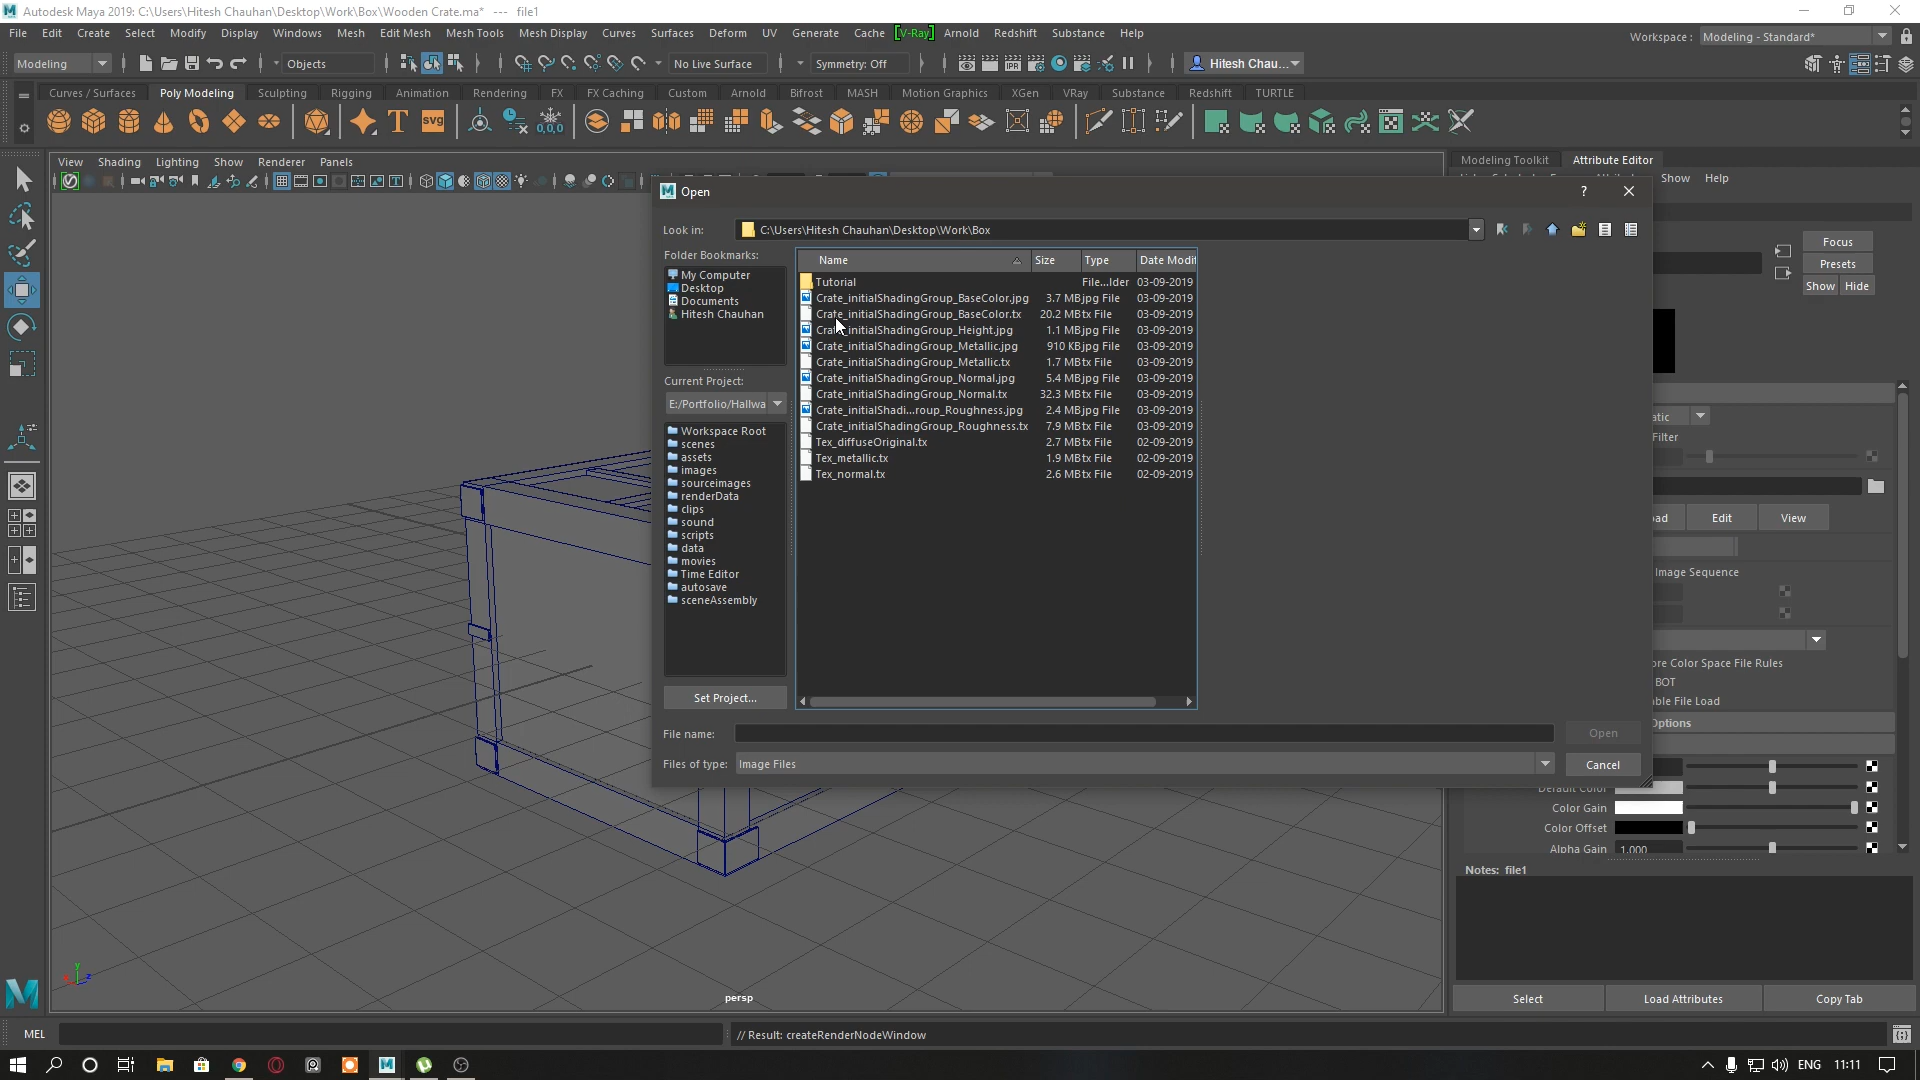 Autodesk Maya 2019: C:\Users\Hitesh Chauhan\Desktop\Work\Box\Wooden Crate.ma* --- file1
File Edit Create Select Modify Display Windows Mesh Edit Mesh Mesh Tools Mesh Display Curves Surfaces Deform UV Generate Cache [V-Ray] Arnold Redshift Substance Help
Workspace : Modeling - Standard*
Modeling Objects No Live Surface Symmetry: Off Hitesh Chau...
Curves / Surfaces Poly Modeling Sculpting Rigging Animation Rendering FX FX Caching Custom Arnold Bifrost MASH Motion Graphics XGen VRay Substance Redshift TURTLE
View Shading Lighting Show Renderer Panels
Modeling Toolkit Attribute Editor
Show Help
Open
Look in: C:\Users\Hitesh Chauhan\Desktop\Work\Box
Focus
Presets
Show Hide
Folder Bookmarks:
My Computer
Desktop
Documents
Hitesh Chauhan
Current Project:
E:/Portfolio/Hallwa
Workspace Root
scenes
assets
images
sourceimages
renderData
clips
sound
scripts
data
movies
Time Editor
autosave
sceneAssembly
Set Project...
Name Size Type Date Modif
Tutorial File...lder 03-09-2019
Crate_initialShadingGroup_BaseColor.jpg 3.7 MB jpg File 03-09-2019
Crate_initialShadingGroup_BaseColor.tx 20.2 MB tx File 03-09-2019
Crate_initialShadingGroup_Height.jpg 1.1 MB jpg File 03-09-2019
Crate_initialShadingGroup_Metallic.jpg 910 KB jpg File 03-09-2019
Crate_initialShadingGroup_Metallic.tx 1.7 MB tx File 03-09-2019
Crate_initialShadingGroup_Normal.jpg 5.4 MB jpg File 03-09-2019
Crate_initialShadingGroup_Normal.tx 32.3 MB tx File 03-09-2019
Crate_initialShadi...roup_Roughness.jpg 2.4 MB jpg File 03-09-2019
Crate_initialShadingGroup_Roughness.tx 7.9 MB tx File 03-09-2019
Tex_diffuseOriginal.tx 2.7 MB tx File 02-09-2019
Tex_metallic.tx 1.9 MB tx File 02-09-2019
Tex_normal.tx 2.6 MB tx File 02-09-2019
File name: Open
Files of type: Image Files Cancel
atic
Filter
oad Edit View
Image Sequence
ore Color Space File Rules
BOT
able File Load
Options
Default Color
Color Gain
Color Offset
Alpha Gain 1.000
Notes: file1
Select Load Attributes Copy Tab
persp
y
z
MEL // Result: createRenderNodeWindow
ENG 11:11